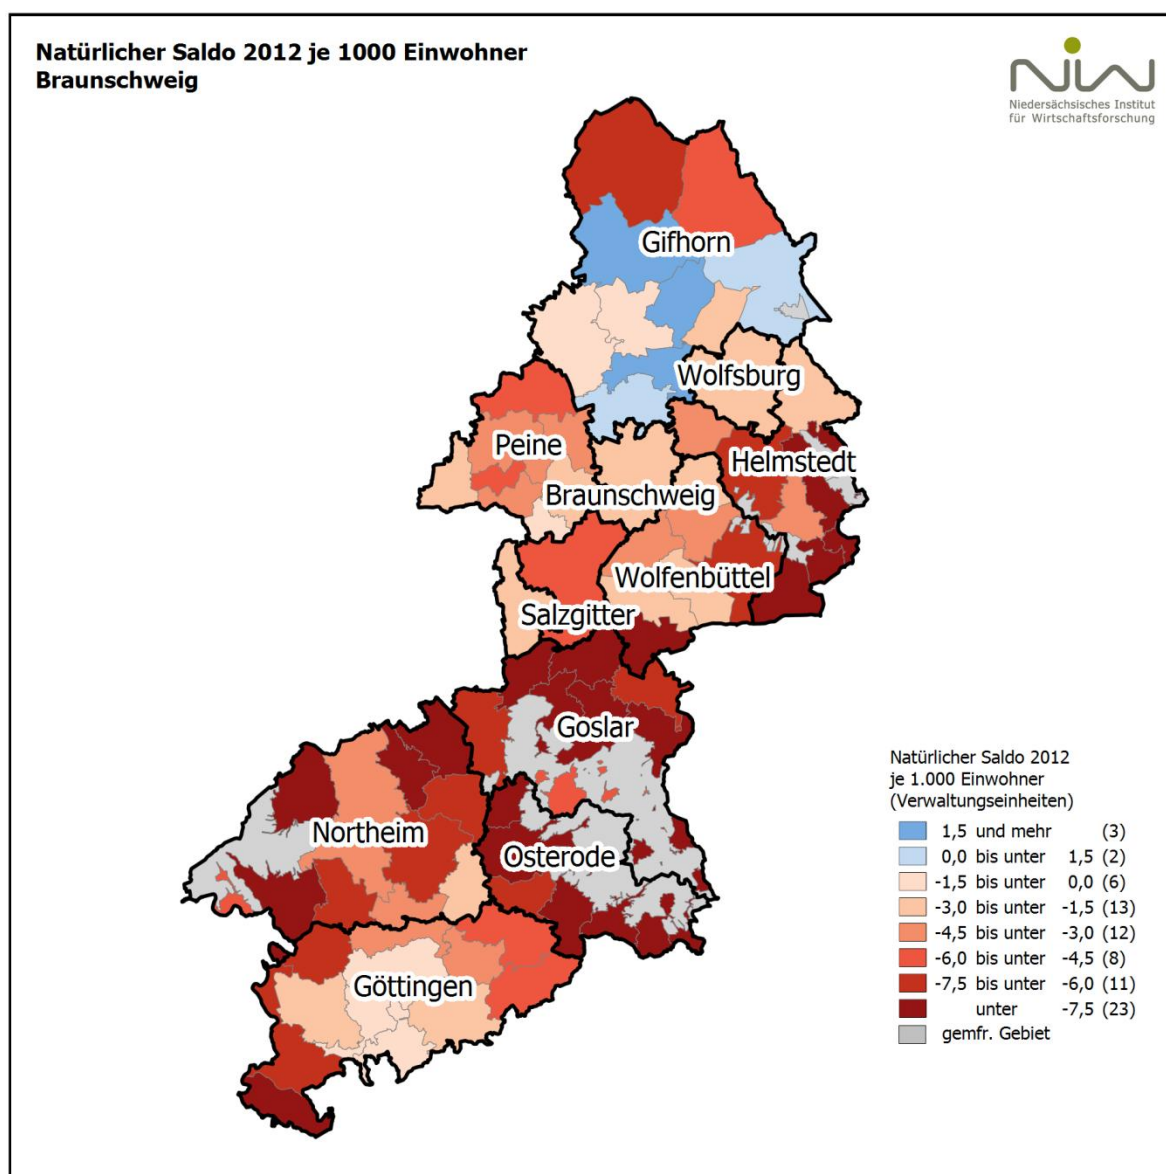 Natürlicher Saldo 2012 je 1000 Einwohner
Braunschweig
NIW
Niedersächsisches Institut
für Wirtschaftsforschung
Gifhorn
Wolfsburg
Peine
Helmstedt
Braunschweig
Wolfenbüttel
Salzgitter
Goslar
Northeim
Osterode
Göttingen
Natürlicher Saldo 2012
je 1.000 Einwohner
(Verwaltungseinheiten)
1,5 und mehr (3)
0,0 bis unter 1,5 (2)
-1,5 bis unter 0,0 (6)
-3,0 bis unter -1,5 (13)
-4,5 bis unter -3,0 (12)
-6,0 bis unter -4,5 (8)
-7,5 bis unter -6,0 (11)
unter -7,5 (23)
gemfr. Gebiet